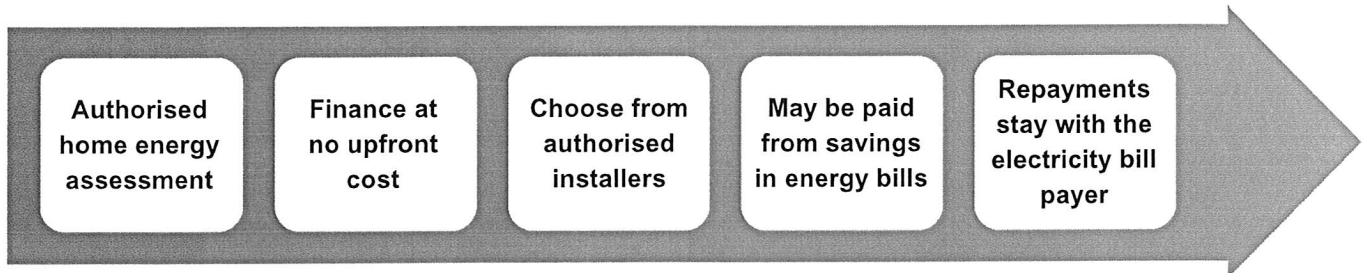 Authorised
home energy
assessment
Finance at
no upfront
cost
Choose from
authorised
installers
May be paid
from savings
in energy bills
Repayments
stay with the
electricity bill
payer